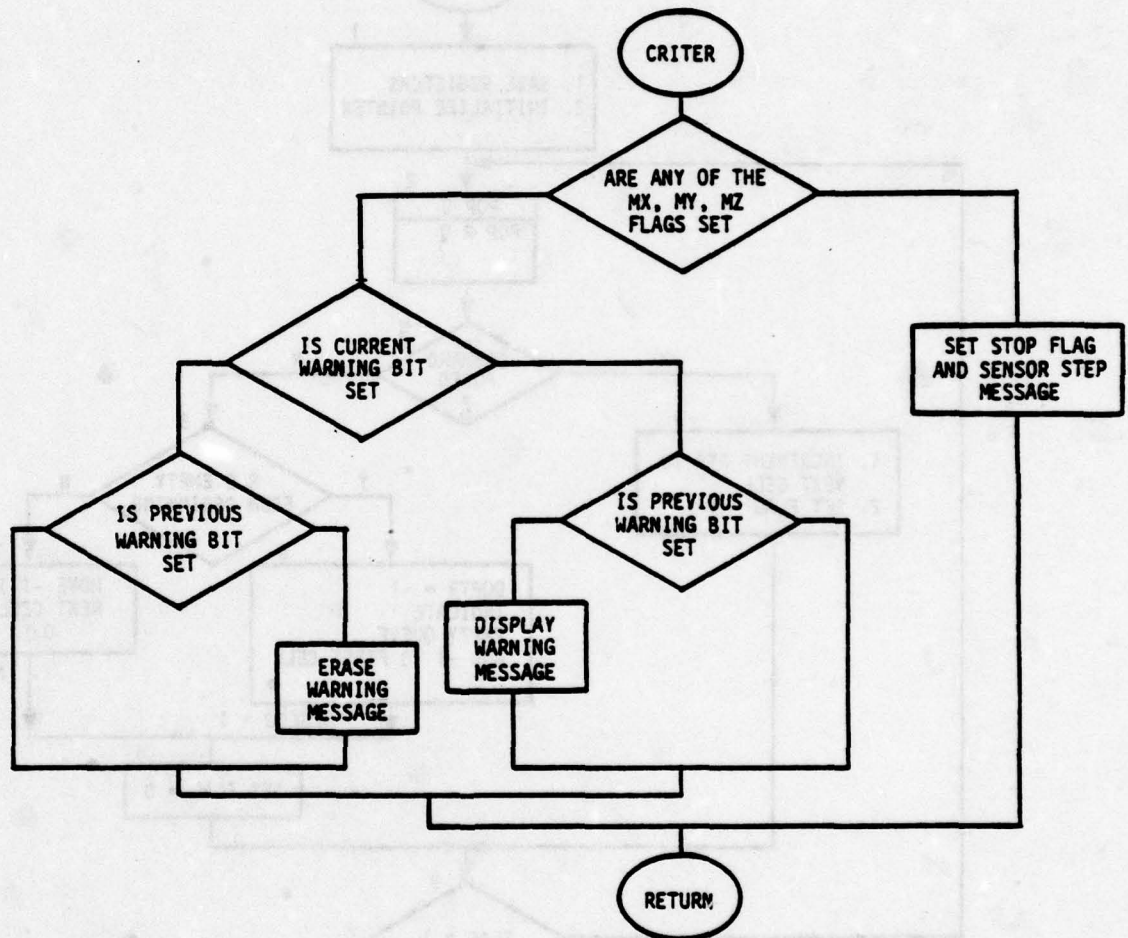 CRITER
ARE ANY OF THE
MX, MY, MZ
FLAGS SET
IS CURRENT
WARNING BIT
SET
SET STOP FLAG
AND SENSOR STEP
MESSAGE
IS PREVIOUS
WARNING BIT
SET
IS PREVIOUS
WARNING BIT
SET
ERASE
WARNING
MESSAGE
DISPLAY
WARNING
MESSAGE
RETURN